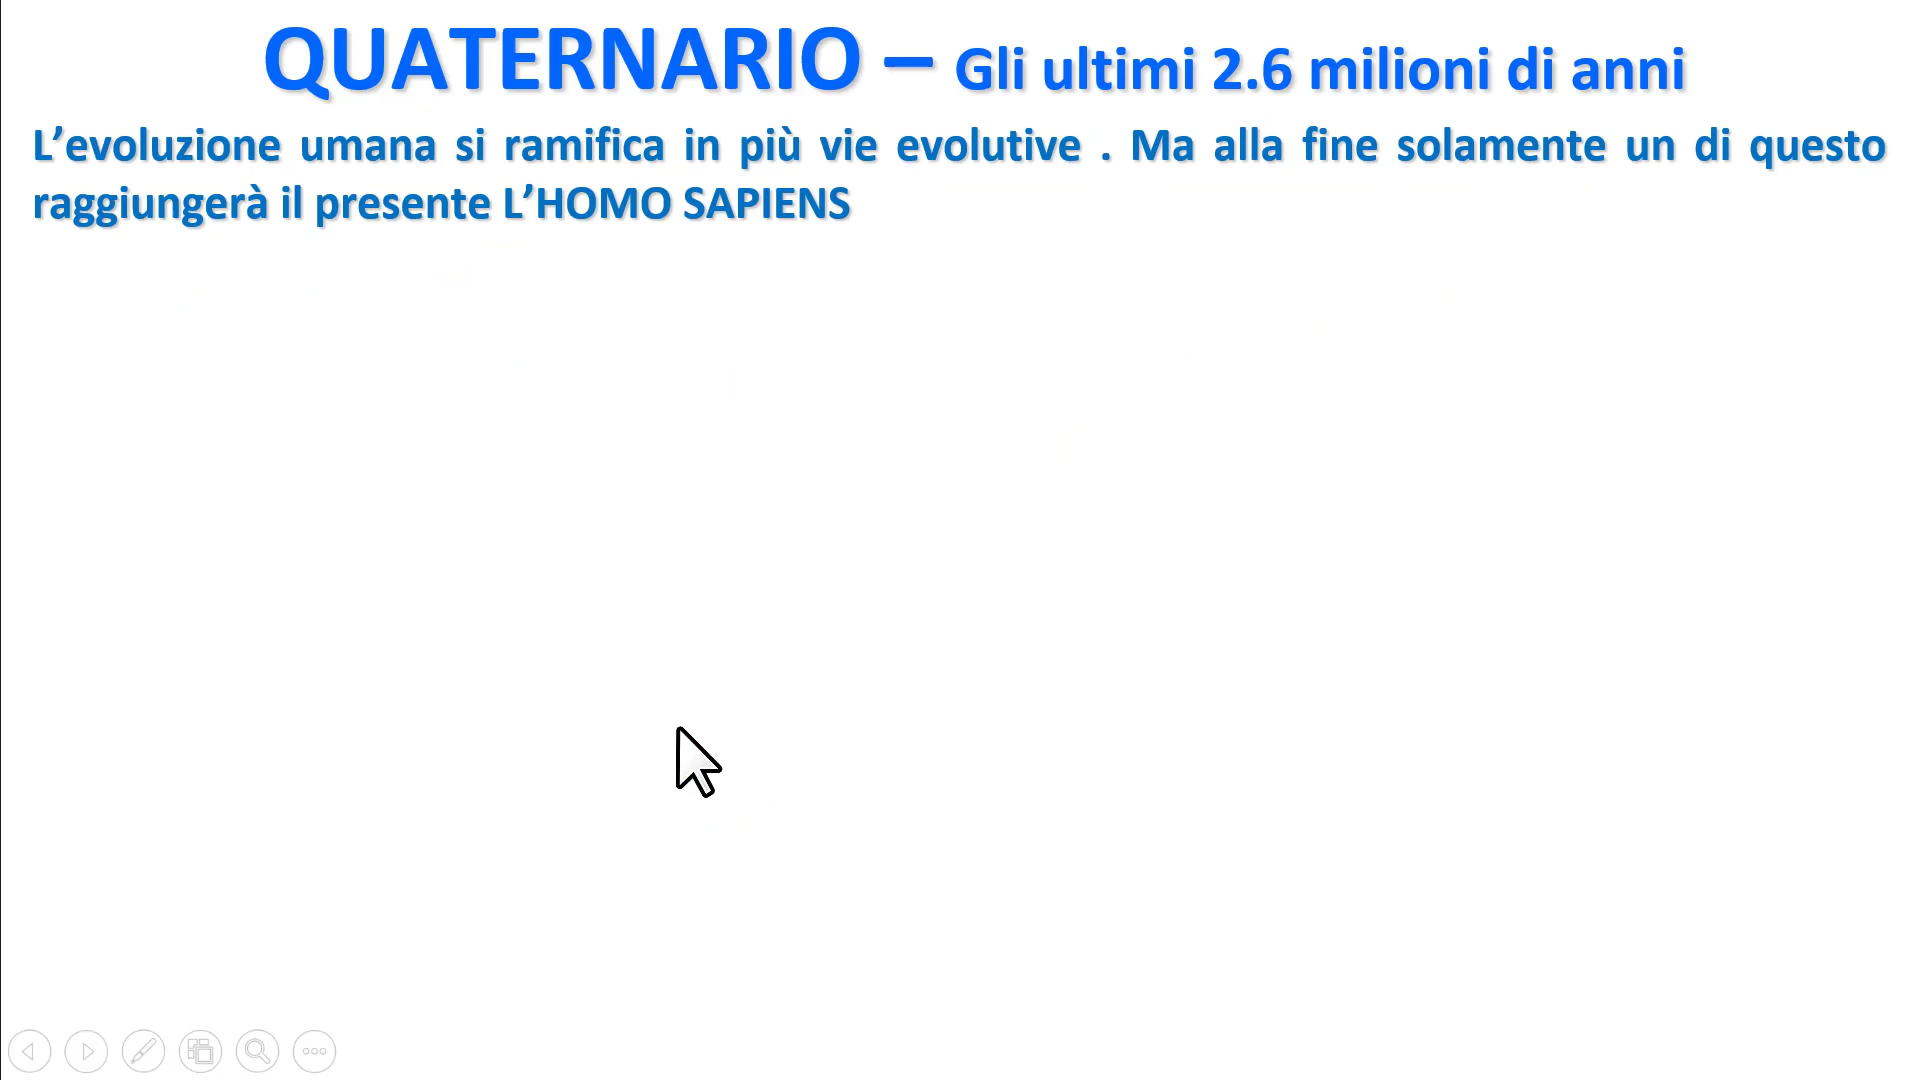 QUATERNARIO – Gli ultimi 2.6 milioni di anni
L’evoluzione umana si ramifica in più vie evolutive . Ma alla fine solamente un di questo
raggiungerà il presente L’HOMO SAPIENS